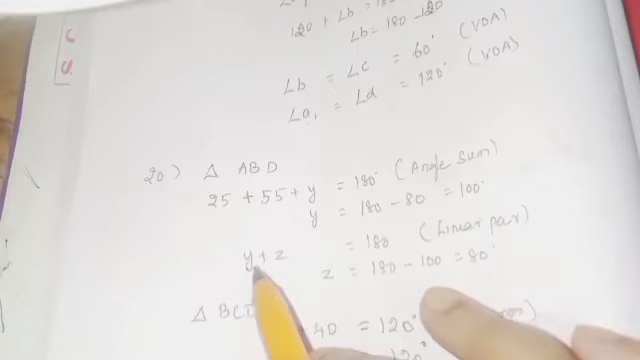 120 + ∠b = 180
∠b = 180 - 120
∠b = ∠c = 60° (VOA)
∠a, = ∠d = 120° (VOA)
20) △ ABD
25 + 55 + y = 180° (Angle sum)
y = 180 - 80 = 100°
y + z = 180 (Linear pair)
z = 180 - 100 = 80°
△ BCD
+ 40 = 120°
120°